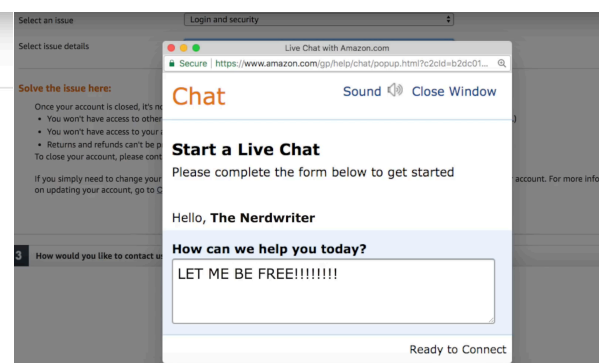 Select an issue
Login and security
Select issue details
Live Chat with Amazon.com
Secure | https://www.amazon.com/gp/help/chat/popup.html?c2cId=b2dc01...
Solve the issue here:
Once your account is closed, it's
• You won't have access to other
• You won't have access to your
• Returns and refunds can't be
To close your account, please
If you simply need to change your
account. For more info
on updating your account, go to
3 How would you like to contact
Chat
Sound
Close Window
Start a Live Chat
Please complete the form below to get started
Hello, The Nerdwriter
How can we help you today?
LET ME BE FREE!!!!!!!!
Ready to Connect